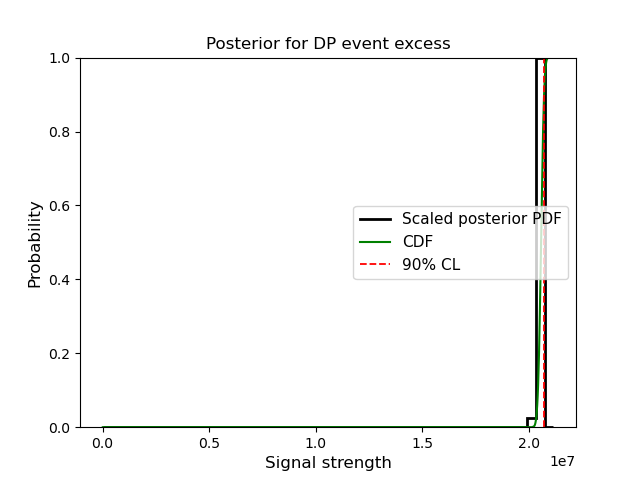 Posterior for DP event excess
Probability
1.0
0.8
0.6
0.4
0.2
0.0
Scaled posterior PDF
CDF
90% CL
0.0 0.5 1.0 1.5 2.0
1e7
Signal strength